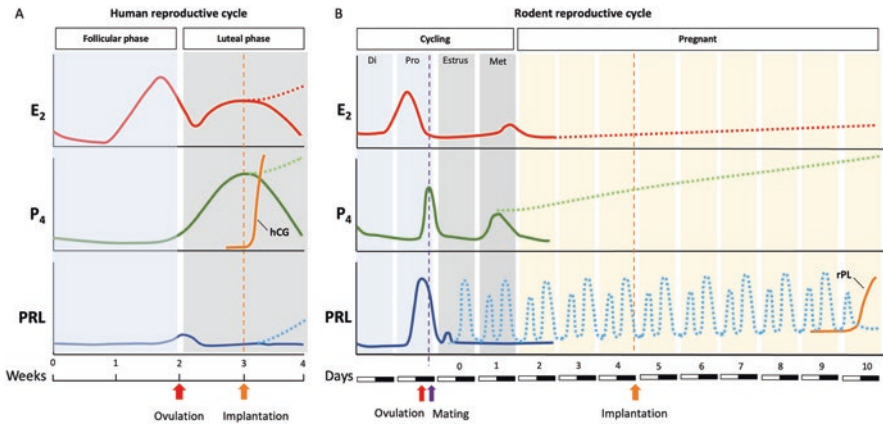 A
Human reproductive cycle
Follicular phase
Luteal phase
E2
P4
hCG
PRL
Weeks
0
1
2
3
4
Ovulation
Implantation
B
Rodent reproductive cycle
Cycling
Pregnant
Di
Pro
Estrus
Met
E2
P4
PRL
rPL
Days
0
1
2
3
4
5
6
7
8
9
10
Ovulation
Mating
Implantation